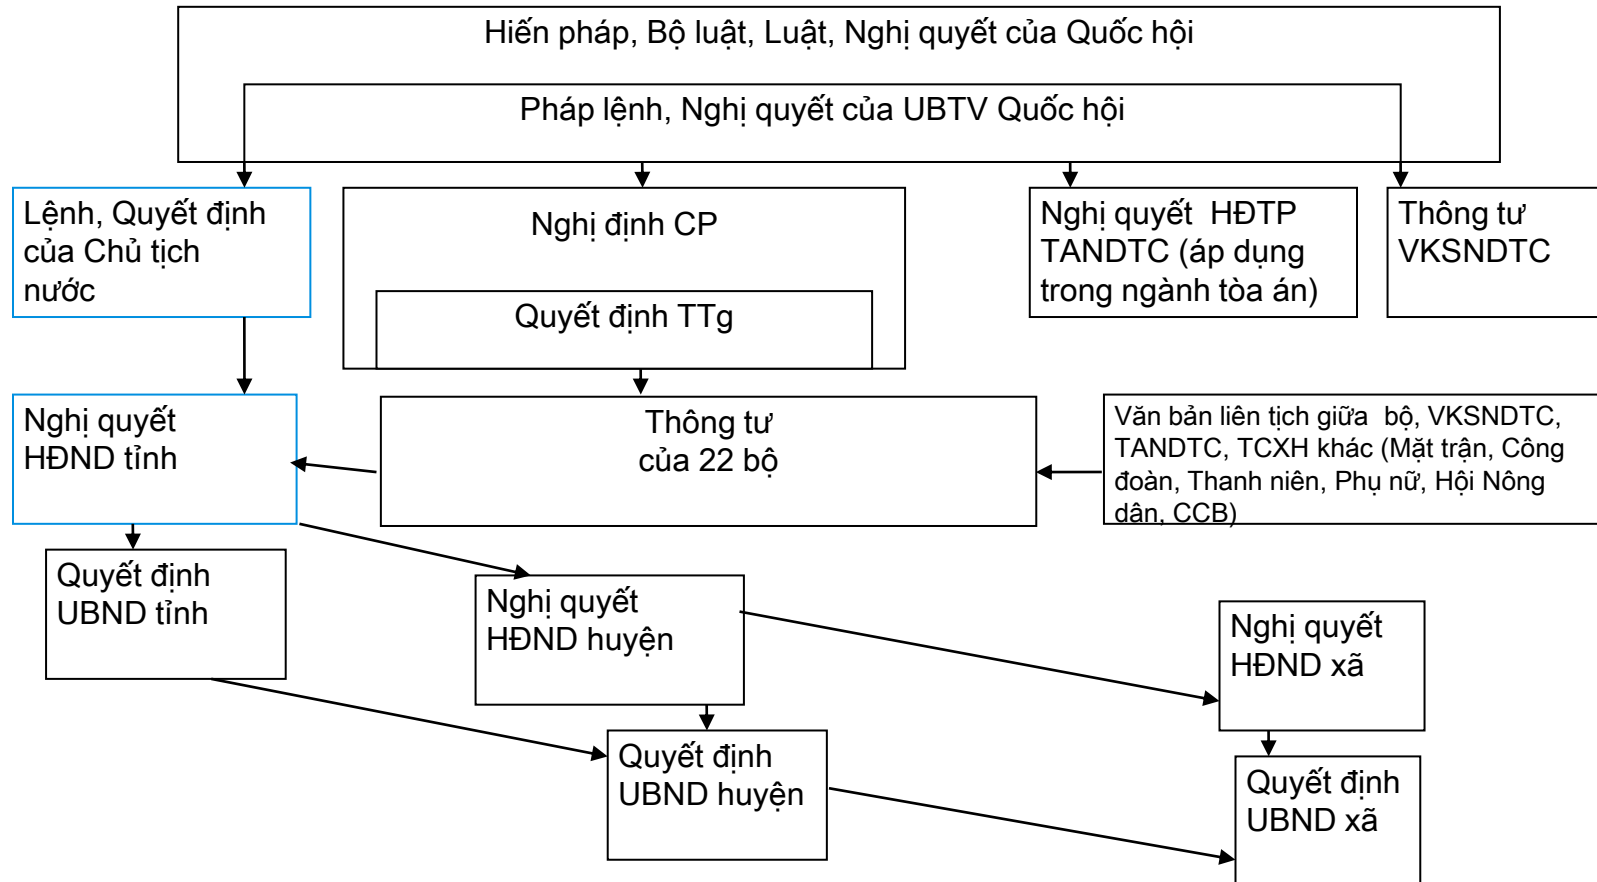 Hiến pháp, Bộ luật, Luật, Nghị quyết của Quốc hội
Pháp lệnh, Nghị quyết của UBTV Quốc hội
Lệnh, Quyết định
của Chủ tịch
nước
Nghị định CP
Quyết định TTg
Nghị quyết HĐTP
TANDTC (áp dụng
trong ngành tòa án)
Thông tư
VKSNDTC
Nghị quyết
HĐND tỉnh
Thông tư
của 22 bộ
Văn bản liên tịch giữa bộ, VKSNDTC,
TANDTC, TCXH khác (Mặt trận, Công
đoàn, Thanh niên, Phụ nữ, Hội Nông
dân, CCB)
Quyết định
UBND tỉnh
Nghị quyết
HĐND huyện
Nghị quyết
HĐND xã
Quyết định
UBND huyện
Quyết định
UBND xã